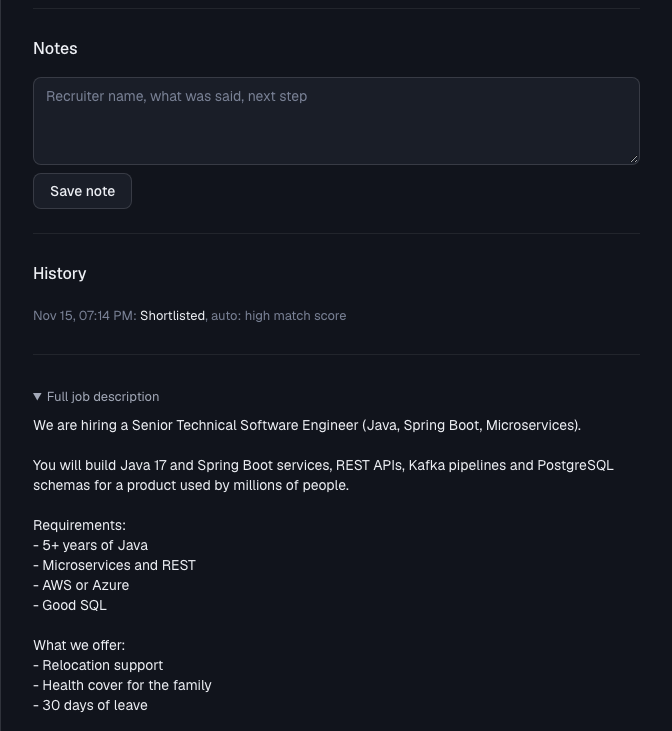 Notes
Recruiter name, what was said, next step
Save note
History
Nov 15, 07:14 PM: Shortlisted, auto: high match score
▼ Full job description
We are hiring a Senior Technical Software Engineer (Java, Spring Boot, Microservices).
You will build Java 17 and Spring Boot services, REST APIs, Kafka pipelines and PostgreSQL
schemas for a product used by millions of people.
Requirements:
- 5+ years of Java
- Microservices and REST
- AWS or Azure
- Good SQL
What we offer:
- Relocation support
- Health cover for the family
- 30 days of leave